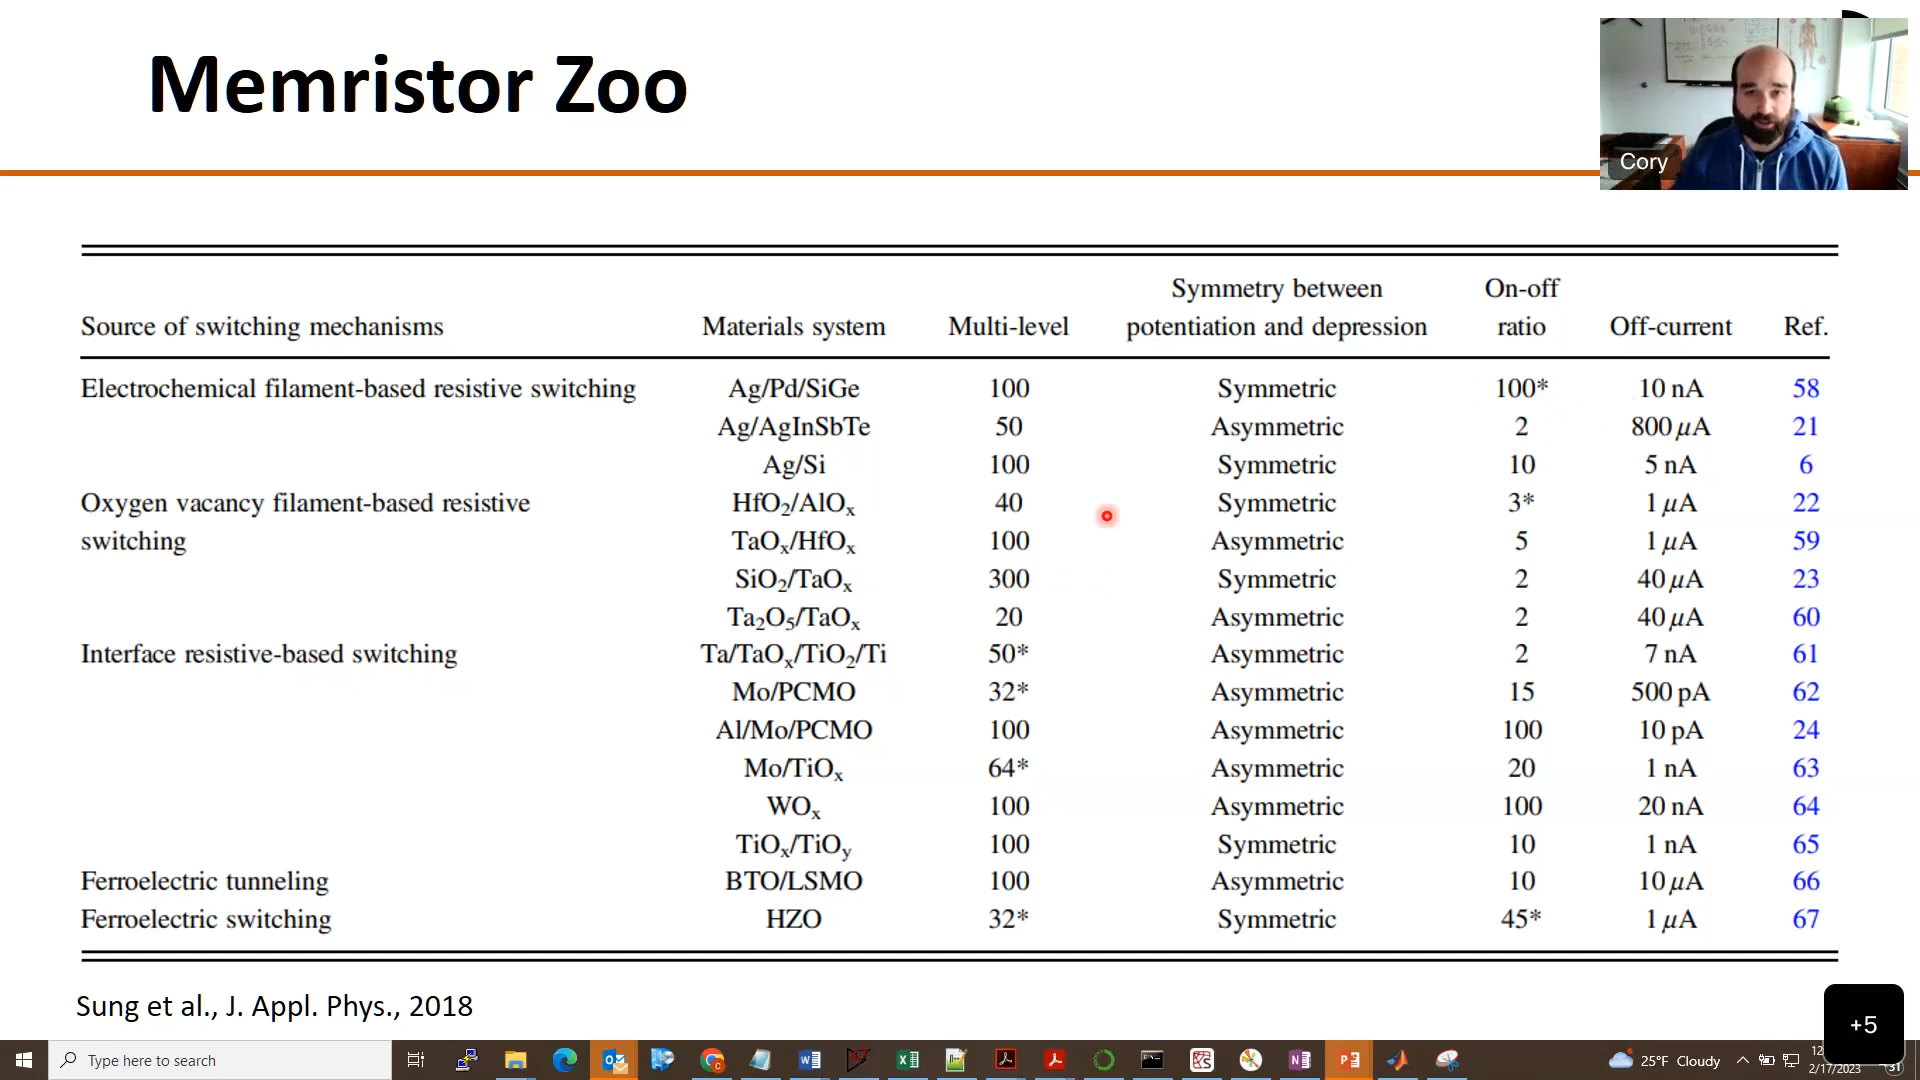 Memristor Zoo
Cory
Symmetry between On-off
Source of switching mechanisms Materials system Multi-level potentiation and depression ratio Off-current Ref.
Electrochemical filament-based resistive switching Ag/Pd/SiGe 100 Symmetric 100* 10 nA 58
Ag/AgInSbTe 50 Asymmetric 2 800 μA 21
Ag/Si 100 Symmetric 10 5 nA 6
Oxygen vacancy filament-based resistive HfO₂/AlOₓ 40 Symmetric 3* 1 μA 22
switching TaOₓ/HfOₓ 100 Asymmetric 5 1 μA 59
SiO₂/TaOₓ 300 Symmetric 2 40 μA 23
Ta₂O₅/TaOₓ 20 Asymmetric 2 40 μA 60
Interface resistive-based switching Ta/TaOₓ/TiO₂/Ti 50* Asymmetric 2 7 nA 61
Mo/PCMO 32* Asymmetric 15 500 pA 62
Al/Mo/PCMO 100 Asymmetric 100 10 pA 24
Mo/TiOₓ 64* Asymmetric 20 1 nA 63
WOₓ 100 Asymmetric 100 20 nA 64
TiOₓ/TiOy 100 Symmetric 10 1 nA 65
Ferroelectric tunneling BTO/LSMO 100 Asymmetric 10 10 μA 66
Ferroelectric switching HZO 32* Symmetric 45* 1 μA 67
Sung et al., J. Appl. Phys., 2018
+5
Type here to search
25°F Cloudy
2/17/2023